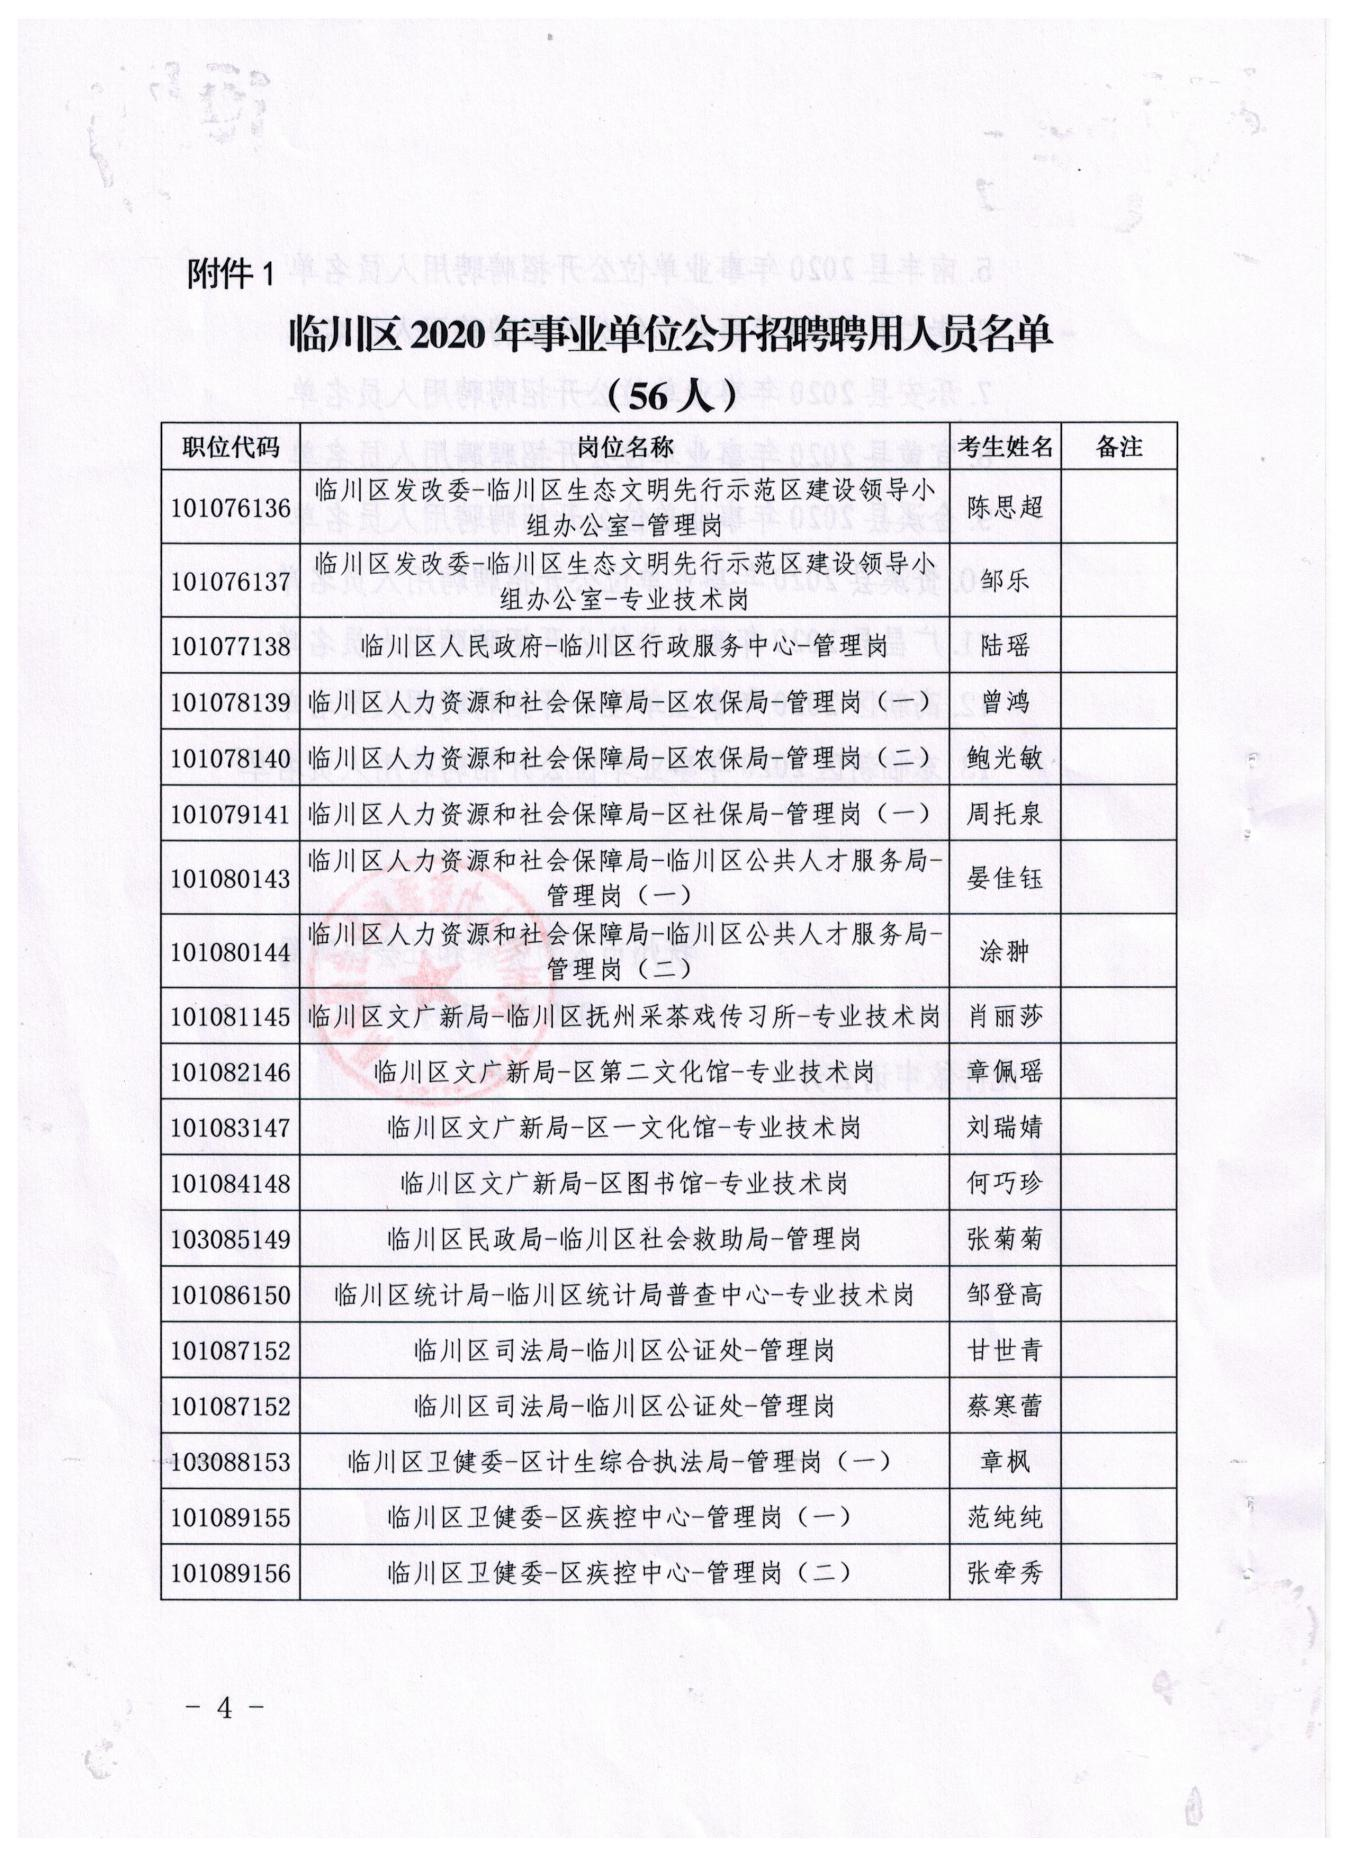 附件1
临川区2020年事业单位公开招聘聘用人员名单
（56人）
职位代码 岗位名称 考生姓名 备注
101076136 临川区发改委-临川区生态文明先行示范区建设领导小
组办公室-管理岗 陈思超
101076137 临川区发改委-临川区生态文明先行示范区建设领导小
组办公室-专业技术岗 邹乐
101077138 临川区人民政府-临川区行政服务中心-管理岗 陆瑶
101078139 临川区人力资源和社会保障局-区农保局-管理岗（一） 曾鸿
101078140 临川区人力资源和社会保障局-区农保局-管理岗（二） 鲍光敏
101079141 临川区人力资源和社会保障局-区社保局-管理岗（一） 周托泉
101080143 临川区人力资源和社会保障局-临川区公共人才服务局-
管理岗（一） 晏佳钰
101080144 临川区人力资源和社会保障局-临川区公共人才服务局-
管理岗（二） 涂翀
101081145 临川区文广新局-临川区抚州采茶戏传习所-专业技术岗 肖丽莎
101082146 临川区文广新局-区第二文化馆-专业技术岗 章佩瑶
101083147 临川区文广新局-区一文化馆-专业技术岗 刘瑞婧
101084148 临川区文广新局-区图书馆-专业技术岗 何巧珍
103085149 临川区民政局-临川区社会救助局-管理岗 张菊菊
101086150 临川区统计局-临川区统计局普查中心-专业技术岗 邹登高
101087152 临川区司法局-临川区公证处-管理岗 甘世青
101087152 临川区司法局-临川区公证处-管理岗 蔡寒蕾
103088153 临川区卫健委-区计生综合执法局-管理岗（一） 章枫
101089155 临川区卫健委-区疾控中心-管理岗（一） 范纯纯
101089156 临川区卫健委-区疾控中心-管理岗（二） 张牵秀
- 4 -